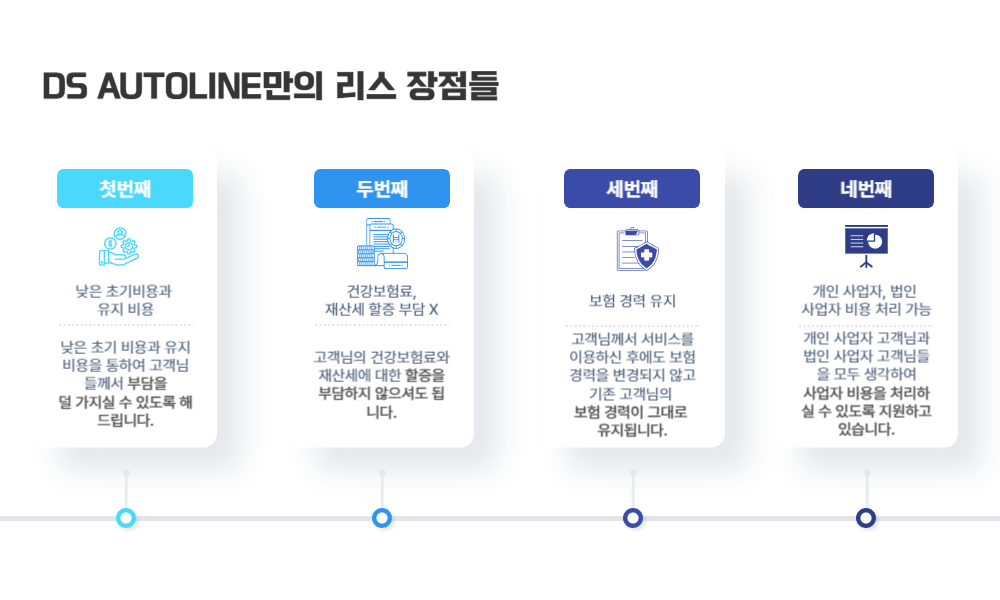 DS AUTOLINE만의 리스 장점들
첫번째
낮은 초기비용과
유지 비용
낮은 초기 비용과 유지
비용을 통하여 고객님
들께서 부담을
덜 가지실 수 있도록 해
드립니다.
두번째
건강보험료,
재산세 할증 부담 X
고객님의 건강보험료와
재산세에 대한 할증을
부담하지 않으셔도 됩
니다.
세번째
보험 경력 유지
고객님께서 서비스를
이용하신 후에도 보험
경력을 변경되지 않고
기존 고객님의
보험 경력이 그대로
유지됩니다.
네번째
개인 사업자, 법인
사업자 비용 처리 가능
개인 사업자 고객님과
법인 사업자 고객님들
을 모두 생각하여
사업자 비용을 처리하
실 수 있도록 지원하고
있습니다.